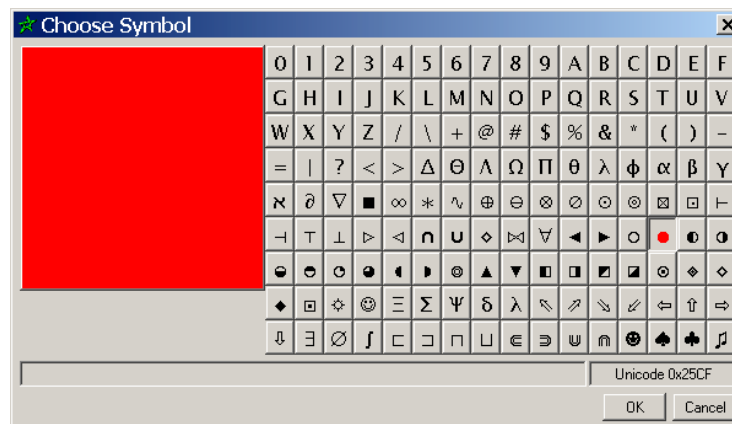 Choose Symbol
0 1 2 3 4 5 6 7 8 9 A B C D E F
G H I J K L M N O P Q R S T U V
W X Y Z / \ + @ # $ % & * ( ) –
= | ? < > Δ Θ Λ Ω Π θ λ ϕ α β γ
ℵ ∂ ∇ ■ ∞ ∗ ∿ ⊕ ⊖ ⊗ ⊘ ⊙ ⊚ ⊠ ⊡ ⊢
⊣ ⊤ ⊥ ⊳ ⊲ ∩ ∪ ⋄ ⋈ ∀ ◀ ▶ ○ ● ◐ ◑
◒ ◓ ◔ ◕ ◖ ◗ ◎ ▲ ▼ ◧ ◨ ◩ ◪ ◉ ◈ ◇
◆ ▣ ☼ ☺ Ξ Σ Ψ δ λ ⇖ ⇗ ⇘ ⇙ ⇦ ⇧ ⇨
⇩ ∃ ∅ ∫ ⊏ ⊐ ⊓ ⊔ ⋐ ⋑ ⋓ ⋒ ☻ ♠ ♣ ♫
Unicode 0x25CF
OK Cancel